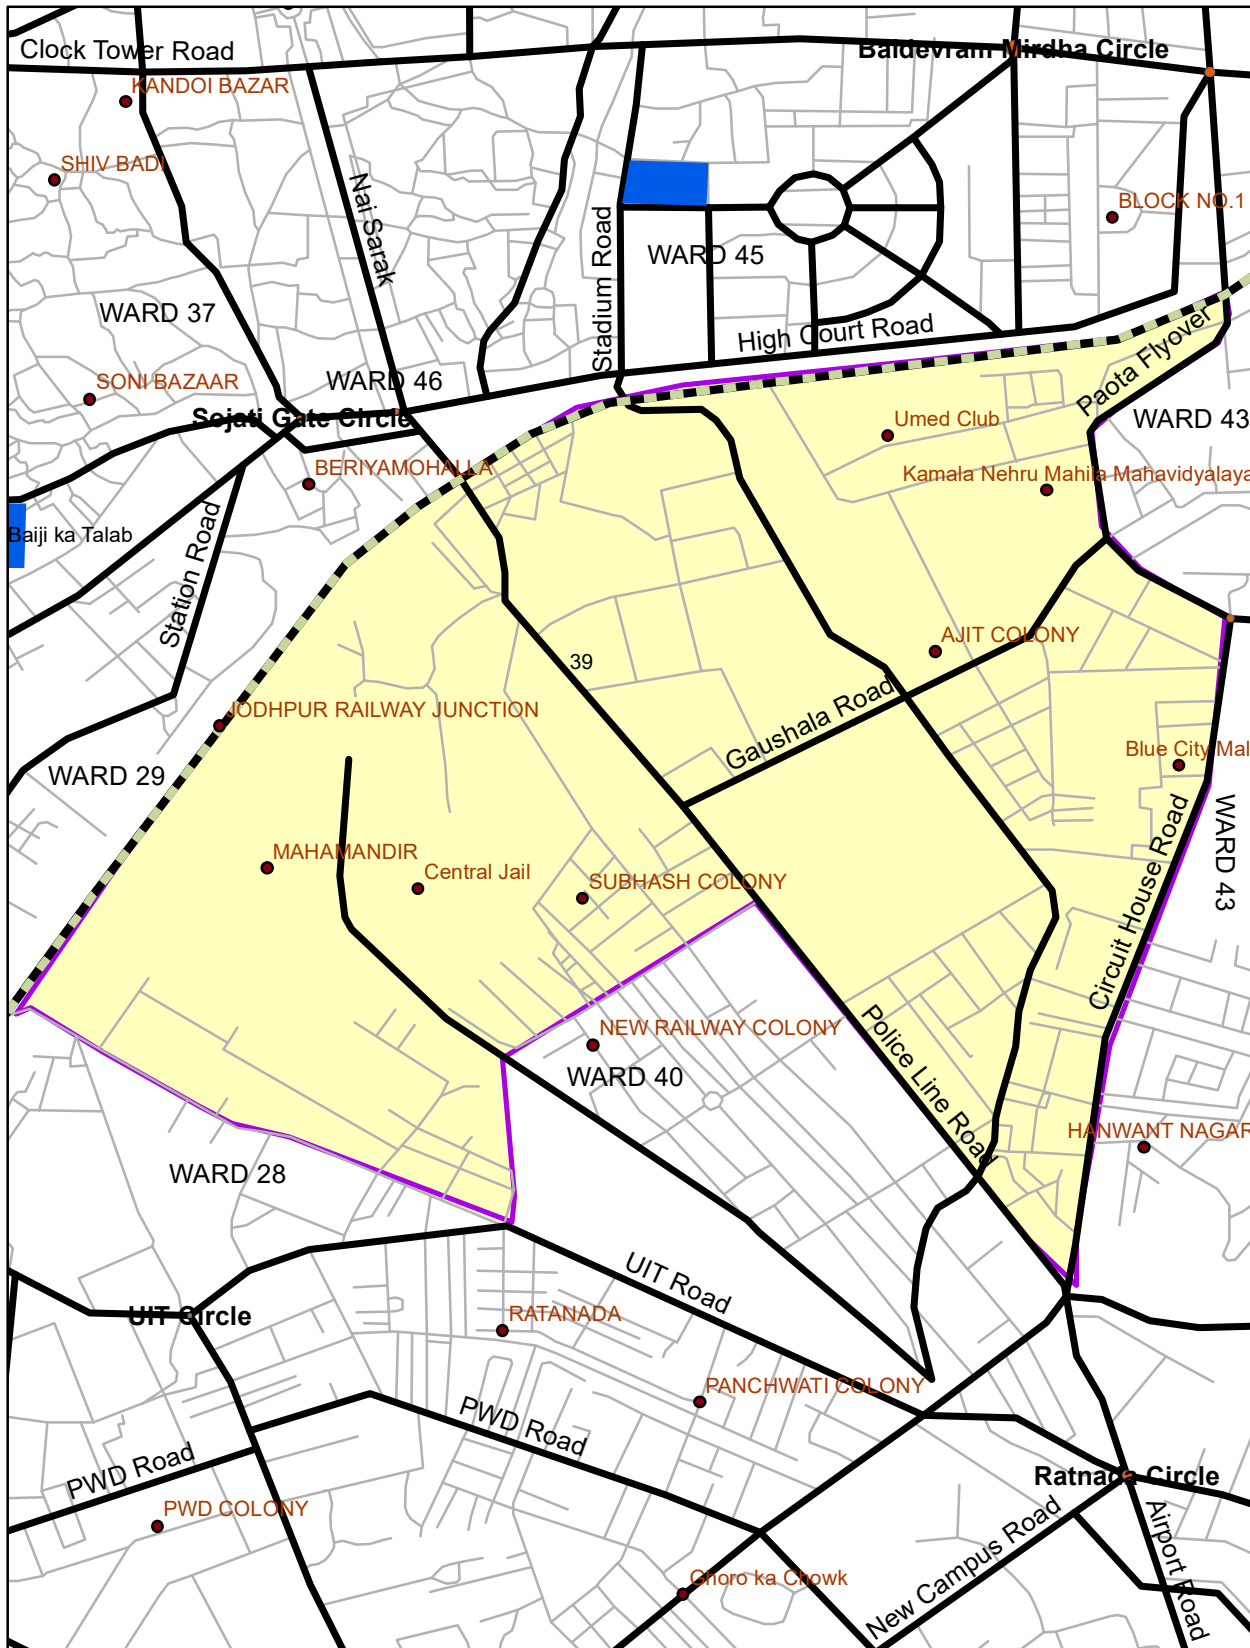 Clock Tower Road
Baldevram Mirdha Circle
KANDOI BAZAR
SHIV BADI
Nai Sarak
BLOCK NO.1
Stadium Road
WARD 45
WARD 37
High Court Road
Paota Flyover
SONI BAZAAR
WARD 46
Sojati Gate Circle
Umed Club
WARD 43
BERIYAMOHALLA
Kamala Nehru Mahila Mahavidyalaya
Baiji ka Talab
Station Road
39
AJIT COLONY
JODHPUR RAILWAY JUNCTION
Gaushala Road
WARD 29
Blue City Mal
WARD 43
MAHAMANDIR
Central Jail
SUBHASH COLONY
Circuit House Road
NEW RAILWAY COLONY
WARD 40
Police Line Road
HANWANT NAGAR
WARD 28
UIT Road
UIT Circle
RATANADA
PANCHWATI COLONY
PWD Road
PWD Road
Ratnada Circle
PWD COLONY
New Campus Road
Airport Road
Ghoro ka Chowk